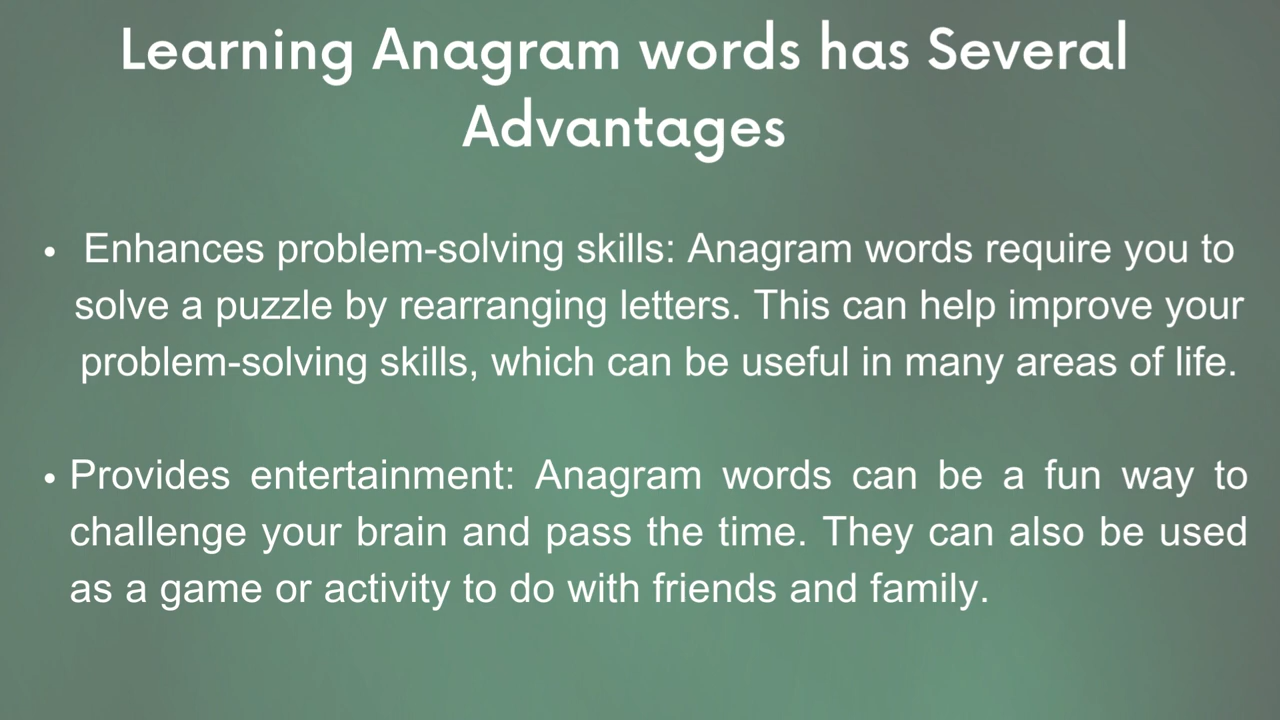 Learning Anagram words has Several
Advantages
• Enhances problem-solving skills: Anagram words require you to
solve a puzzle by rearranging letters. This can help improve your
problem-solving skills, which can be useful in many areas of life.
• Provides entertainment: Anagram words can be a fun way to
challenge your brain and pass the time. They can also be used
as a game or activity to do with friends and family.